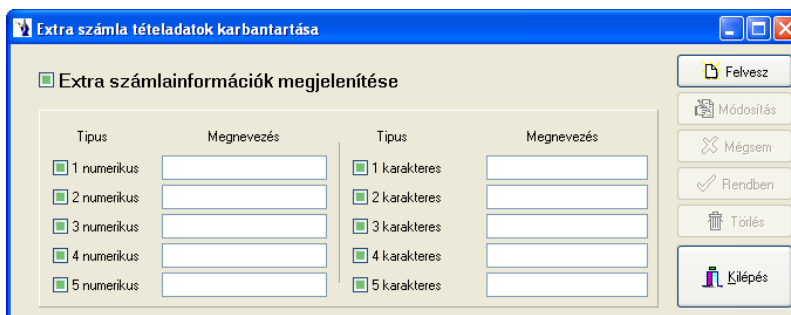 Extra számla tételadatok karbantartása
Extra számlainformációk megjelenítése
Tipus Megnevezés Tipus Megnevezés
1 numerikus 1 karakteres
2 numerikus 2 karakteres
3 numerikus 3 karakteres
4 numerikus 4 karakteres
5 numerikus 5 karakteres
Felvesz
Módosítás
Mégsem
Rendben
Törlés
Kilépés